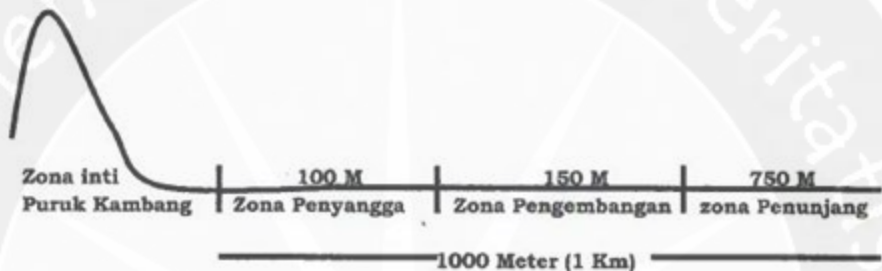 Zona inti 100 M 150 M 750 M
Puruk Kambang Zona Penyangga Zona Pengembangan zona Penunjang
1000 Meter (1 Km)